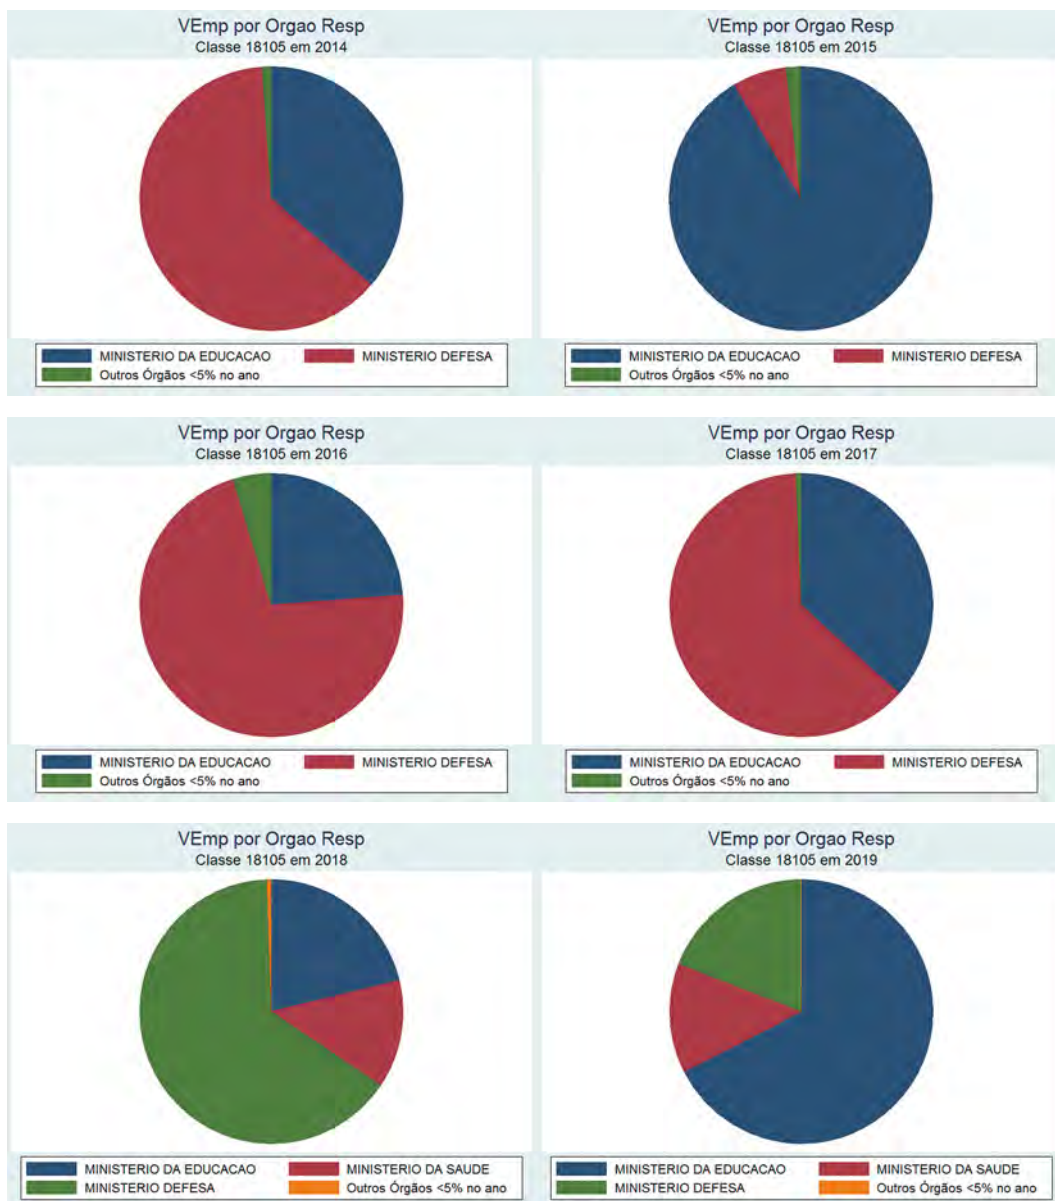 VEmp por Orgao Resp
Classe 18105 em 2014
MINISTERIO DA EDUCACAO
MINISTERIO DEFESA
Outros Órgãos <5% no ano
VEmp por Orgao Resp
Classe 18105 em 2015
MINISTERIO DA EDUCACAO
MINISTERIO DEFESA
Outros Órgãos <5% no ano
VEmp por Orgao Resp
Classe 18105 em 2016
MINISTERIO DA EDUCACAO
MINISTERIO DEFESA
Outros Órgãos <5% no ano
VEmp por Orgao Resp
Classe 18105 em 2017
MINISTERIO DA EDUCACAO
MINISTERIO DEFESA
Outros Órgãos <5% no ano
VEmp por Orgao Resp
Classe 18105 em 2018
MINISTERIO DA EDUCACAO
MINISTERIO DA SAUDE
MINISTERIO DEFESA
Outros Órgãos <5% no ano
VEmp por Orgao Resp
Classe 18105 em 2019
MINISTERIO DA EDUCACAO
MINISTERIO DA SAUDE
MINISTERIO DEFESA
Outros Órgãos <5% no ano